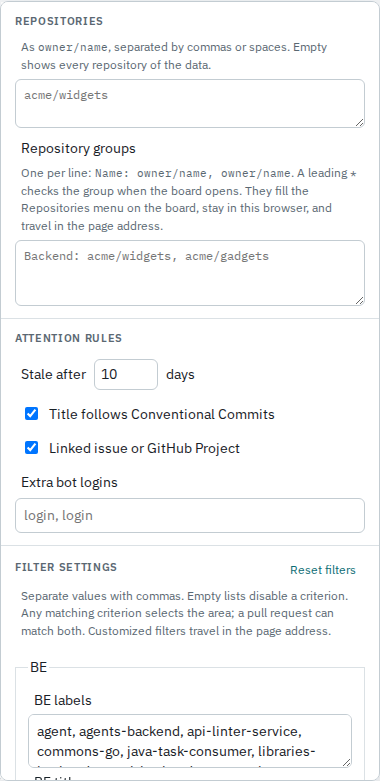 REPOSITORIES
As owner/name, separated by commas or spaces. Empty
shows every repository of the data.
acme/widgets
Repository groups
One per line: Name: owner/name, owner/name. A leading *
checks the group when the board opens. They fill the
Repositories menu on the board, stay in this browser, and
travel in the page address.
Backend: acme/widgets, acme/gadgets
ATTENTION RULES
Stale after 10 days
Title follows Conventional Commits
Linked issue or GitHub Project
Extra bot logins
login, login
FILTER SETTINGS
Reset filters
Separate values with commas. Empty lists disable a criterion.
Any matching criterion selects the area; a pull request can
match both. Customized filters travel in the page address.
BE
BE labels
agent, agents-backend, api-linter-service,
commons-go, java-task-consumer, libraries-